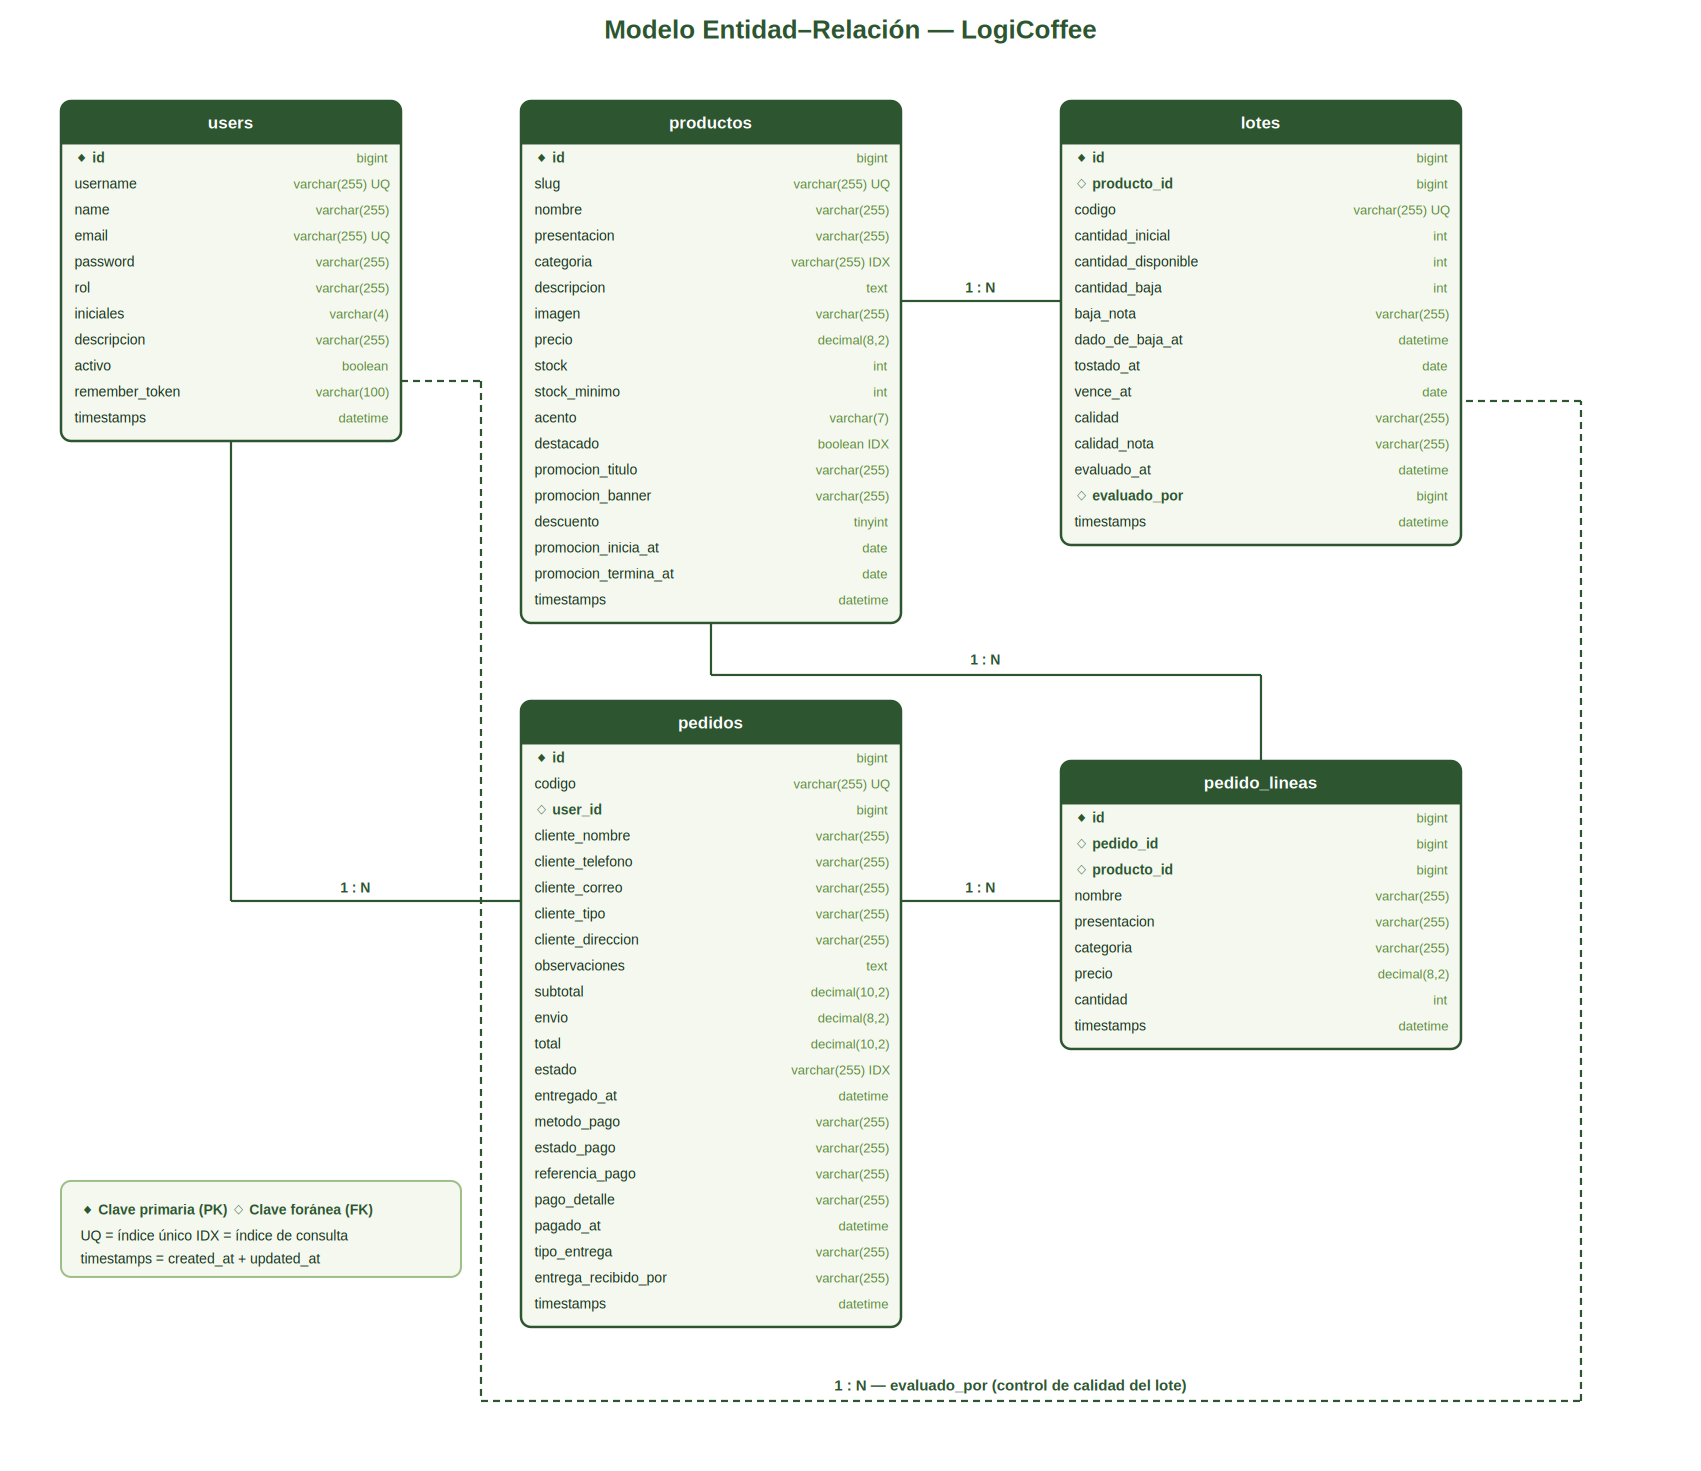 Modelo Entidad–Relación — LogiCoffee
users
◆ id bigint
username varchar(255) UQ
name varchar(255)
email varchar(255) UQ
password varchar(255)
rol varchar(255)
iniciales varchar(4)
descripcion varchar(255)
activo boolean
remember_token varchar(100)
timestamps datetime
productos
◆ id bigint
slug varchar(255) UQ
nombre varchar(255)
presentacion varchar(255)
categoria varchar(255) IDX
descripcion text
imagen varchar(255)
precio decimal(8,2)
stock int
stock_minimo int
acento varchar(7)
destacado boolean IDX
promocion_titulo varchar(255)
promocion_banner varchar(255)
descuento tinyint
promocion_inicia_at date
promocion_termina_at date
timestamps datetime
1 : N
lotes
◆ id bigint
◇ producto_id bigint
codigo varchar(255) UQ
cantidad_inicial int
cantidad_disponible int
cantidad_baja int
baja_nota varchar(255)
dado_de_baja_at datetime
tostado_at date
vence_at date
calidad varchar(255)
calidad_nota varchar(255)
evaluado_at datetime
◇ evaluado_por bigint
timestamps datetime
1 : N
1 : N
pedidos
◆ id bigint
codigo varchar(255) UQ
◇ user_id bigint
cliente_nombre varchar(255)
cliente_telefono varchar(255)
cliente_correo varchar(255)
cliente_tipo varchar(255)
cliente_direccion varchar(255)
observaciones text
subtotal decimal(10,2)
envio decimal(8,2)
total decimal(10,2)
estado varchar(255) IDX
entregado_at datetime
metodo_pago varchar(255)
estado_pago varchar(255)
referencia_pago varchar(255)
pago_detalle varchar(255)
pagado_at datetime
tipo_entrega varchar(255)
entrega_recibido_por varchar(255)
timestamps datetime
1 : N
pedido_lineas
◆ id bigint
◇ pedido_id bigint
◇ producto_id bigint
nombre varchar(255)
presentacion varchar(255)
categoria varchar(255)
precio decimal(8,2)
cantidad int
timestamps datetime
◆ Clave primaria (PK) ◇ Clave foránea (FK)
UQ = índice único IDX = índice de consulta
timestamps = created_at + updated_at
1 : N — evaluado_por (control de calidad del lote)